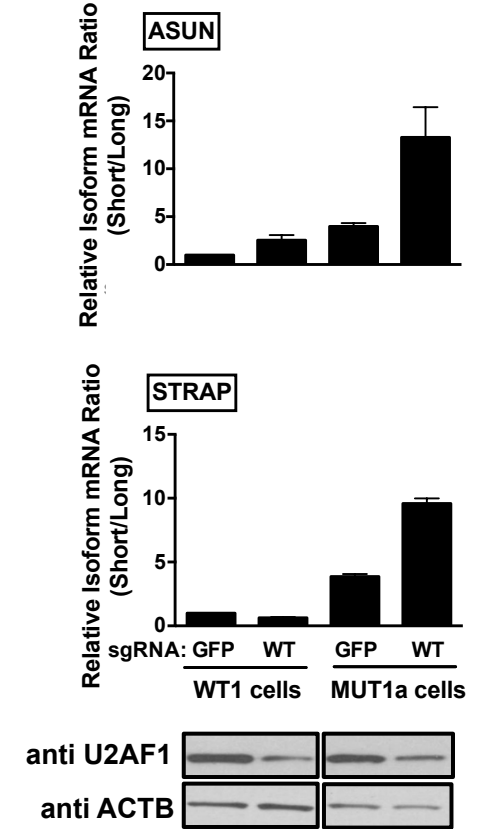 ASUN
Relative Isoform mRNA Ratio
(Short/Long)
20
15
10
5
0
STRAP
Relative Isoform mRNA Ratio
(Short/Long)
15
10
5
0
sgRNA: GFP WT GFP WT
WT1 cells MUT1a cells
anti U2AF1
anti ACTB